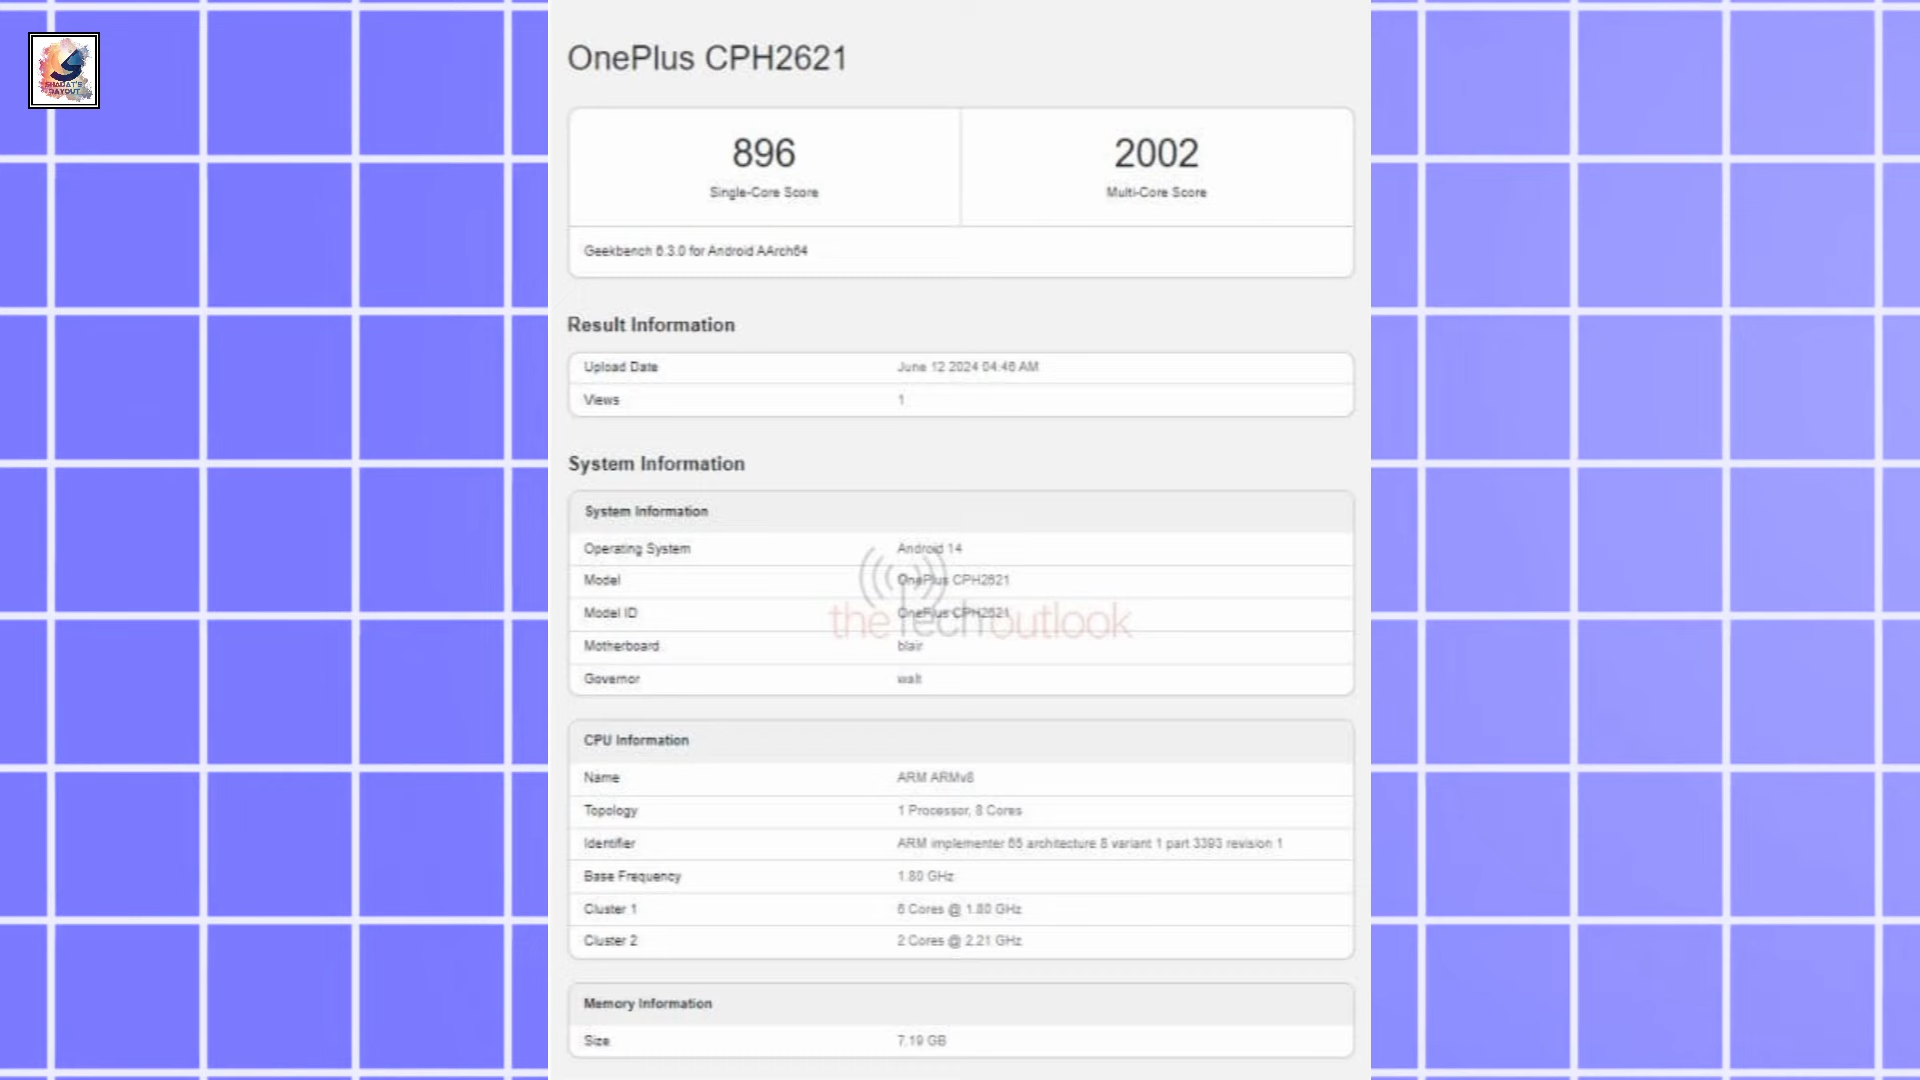 SHADAT'S
DAYOUT
OnePlus CPH2621
896
2002
Single-Core Score
Multi-Core Score
Geekbench 6.3.0 for Android AArch64
Result Information
Upload Date June 12 2024 04:46 AM
Views 1
System Information
System Information
Operating System Android 14
Model OnePlus CPH2621
Model ID OnePlus CPH2621
theTechoutlook
Motherboard blair
Governor walt
CPU Information
Name ARM ARMv8
Topology 1 Processor, 8 Cores
Identifier ARM implementer 65 architecture 8 variant 1 part 3393 revision 1
Base Frequency 1.80 GHz
Cluster 1 6 Cores @ 1.80 GHz
Cluster 2 2 Cores @ 2.21 GHz
Memory Information
Size 7.19 GB